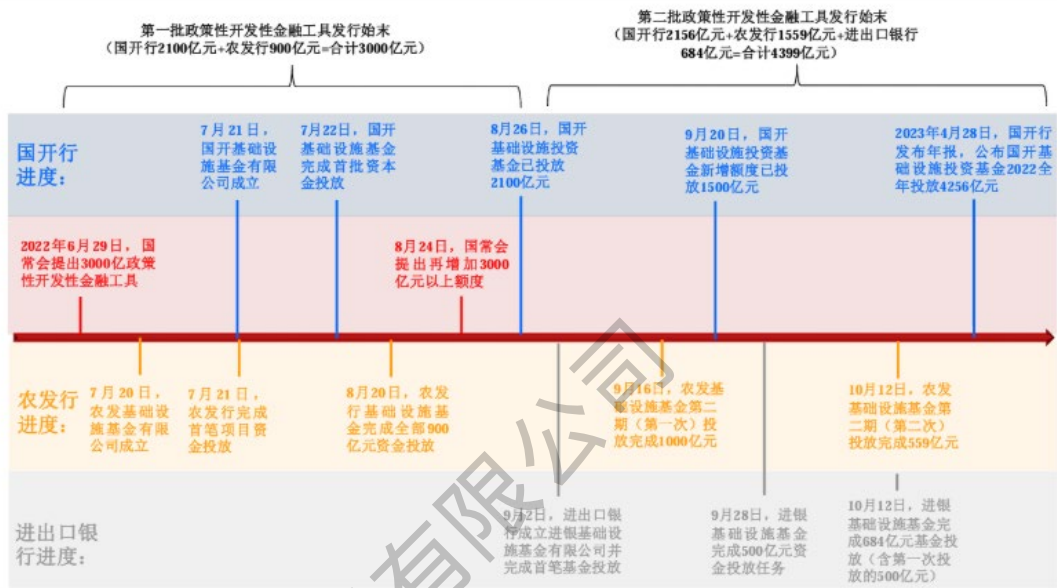 第一批政策性开发性金融工具发行始末
（国开行2100亿元+农发行900亿元=合计3000亿元）
第二批政策性开发性金融工具发行始末
（国开行2156亿元+农发行1559亿元+进出口银行
684亿元=合计4399亿元）
国开行
进度：
7月21日，
国开基础设
施基金有限
公司成立
7月22日，国开
基础设施基金
完成首批资本
金投放
8月26日，国开
基础设施投资
基金已投放
2100亿元
9月20日，国开
基础设施投资基
金新增额度已投
放1500亿元
2023年4月28日，国开行
发布年报，公布国开基
础设施投资基金2022全
年投放4256亿元
2022年6月29日，国
常会提出3000亿政策
性开发性金融工具
8月24日，国常会
提出再增加3000
亿元以上额度
农发行
进度：
7月20日，
农发基础设
施基金有限
公司成立
7月21日，
农发行完成
首笔项目资
金投放
8月20日，农发
行基础设施基
金完成全部900
亿元资金投放
9月16日，农发基
础设施基金第二
期（第一次）投
放完成1000亿元
10月12日，农发
基础设施基金第
二期（第二次）
投放完成559亿元
进出口银
行进度：
9月2日，进出口银
行成立进银基础设
施基金有限公司并
完成首笔基金投放
9月28日，进银
基础设施基金
完成500亿元资
金投放任务
10月12日，进银
基础设施基金完
成684亿元基金投
放（含第一次投
放的500亿元）
有限公司